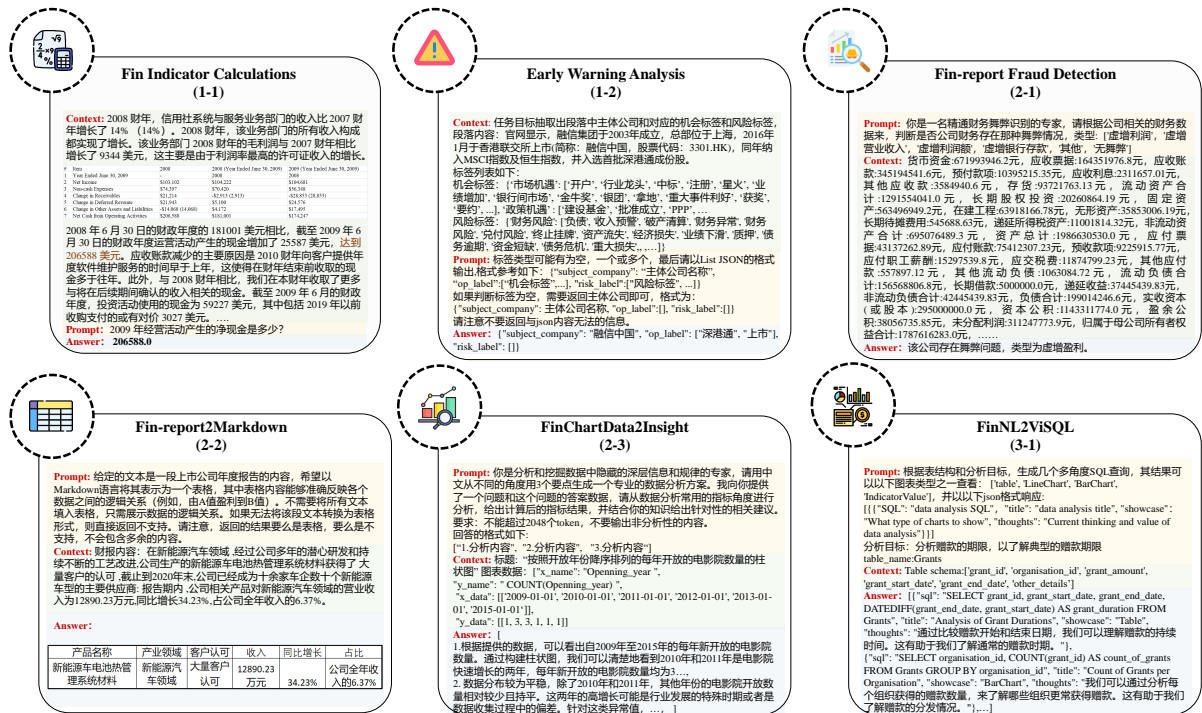 Fin Indicator Calculations
(1-1)
Context: 2008 财年，信用社系统与服务业务部门的收入比 2007 财
年增长了 14% （14%）。2008 财年，该业务部门的所有收入构成
都实现了增长。该业务部门 2008 财年的毛利润与 2007 财年相比
增长了 9344 美元，这主要是由于利润率最高的许可证收入的增长。
# Item 2008 2008 (Year Ended June 30, 2009) 2009 (Year Ended June 30, 2009)
1 Year Ended June 30, 2009 - 2008 2008
2 Net Income $103,102 $104,222 $104,681
3 Non-cash Expenses $74,397 $70,420 $56,348
4 Change in Receivables $21,214 -$2,913 (2,913) -$28,853 (28,853)
5 Change in Deferred Revenue $21,943 $5,100 $24,576
6 Change in Other Assets and Liabilities -$14,068 (14,068) $4,172 $17,495
7 Net Cash from Operating Activities $206,588 $181,001 $174,247
2008 年 6 月 30 日的财政年度的 181001 美元相比，截至 2009 年 6
月 30 日的财政年度运营活动产生的现金增加了 25587 美元，达到
206588 美元。应收账款减少的主要原因是 2010 财年向客户提供年
度软件维护服务的时间早于上年，这使得在财年结束前收取的现
金多于往年。此外，与 2008 财年相比，我们在本财年收取了更多
与将在后续期间确认的收入相关的现金。截至 2009 年 6 月的财政
年度，投资活动使用的现金为 59227 美元，其中包括 2019 年以前
收购支付的或有对价 3027 美元。….
Prompt：2009 年经营活动产生的净现金是多少?
Answer： 206588.0
Early Warning Analysis
(1-2)
Context: 任务目标抽取出段落中主体公司和对应的机会标签和风险标签，
段落内容：官网显示，融信集团于2003年成立，总部位于上海，2016
年1月于香港联交所上市(简称：融信中国，股票代码：3301.HK)，同年纳
入MSCI指数及恒生指数，并入选首批深港通成份股。
标签列表如下:
机会标签： {‘市场机遇’: [‘开户’, ‘行业龙头’, ‘中标’, ‘注册’, ‘星火’, ‘业
绩增加’, ‘银行间市场’, ‘金牛奖’, ‘银团’, ‘拿地’, ‘重大事件利好’, ‘获奖’,
‘要约’, ...], ‘政策机遇’ : [‘建设基金’, ‘批准成立’, ‘PPP’, …
风险标签： {‘财务风险’: [‘负债’, ‘收入预警’, ‘破产清算’, ‘财务异常’, ‘财务
风险’, ‘兑付风险’, ‘终止挂牌’, ‘资产流失’, ‘经济损失’, ‘业绩下滑’, ‘质押’, ‘债
务逾期’, ‘资金短缺’, ‘债务危机’, ‘重大损失’,, ,…]}
Prompt: 标签类型可能有为空，一个或多个，最后请以List JSON的格式
输出,格式参考如下: {“subject_company”: “主体公司名称”,
“op_label”:[“机会标签”,...], "risk_label":["风险标签”, ...]}
如果判断标签为空，需要返回主体公司即可，格式为：
{"subject_company": 主体公司名称, "op_label":[], "risk_label":[]}
请注意不要返回与json内容无法的信息。
Answer：{"subject_company": "融信中国", "op_label": ["深港通", "上市"],
"risk_label": []}
Fin-report Fraud Detection
(2-1)
Prompt：你是一名精通财务舞弊识别的专家，请根据公司相关的财务数
据来，判断是否公司财务存在那种舞弊情况，类型: ['虚增利润', '虚增
营业收入', '虚增利润额', '虚增银行存款', '其他', '无舞弊']
Context: 货币资金:671993946.2元，应收票据:164351976.8元，应收账
款:345194541.6元，预付款项:10395215.35元，应收利息:2311657.01元，
其他应收款:3584940.6元，存货:93721763.13元，流动资产合
计:1291554041.0元，长期股权投资:20260864.19元，固定资
产:563496949.2元，在建工程:63918166.78元，无形资产:35853006.19元，
长期待摊费用:545688.63元，递延所得税资产:11001814.32元，非流动资
产合计:695076489.3元，资产总计:1986630530.0元，应付票
据:43137262.89元，应付账款:75412307.23元，预收款项:9225915.77元，
应付职工薪酬:15297539.8元，应交税费:11874799.23元，其他应付
款:557897.12元，其他流动负债:1063084.72元，流动负债合
计:156568806.8元，长期借款:5000000.0元，递延收益:37445439.83元，
非流动负债合计:42445439.83元，负债合计:199014246.6元，实收资本
(或股本):295000000.0元，资本公积:1143311774.0元，盈余公
积:38056735.85元，未分配利润:311247773.9元，归属于母公司所有者权
益合计:1787616283.0元，……
Answer：该公司存在舞弊问题，类型为虚增盈利。
Fin-report2Markdown
(2-2)
Prompt: 给定的文本是一段上市公司年度报告的内容，希望以
Markdown语言将其表示为一个表格，其中表格内容能够准确反映各个
数据之间的逻辑关系（例如，由A值盈利到B值）。不需要将所有文本
填入表格，只需展示数据的逻辑关系。如果无法将该段文本转换为表格
形式，则直接返回不支持。请注意，返回的结果要么是表格，要么是不
支持，不会包含多余的内容。
Context: 财报内容：在新能源汽车领域 ,经过公司多年的潜心研发和持
续不断的工艺改进,公司生产的新能源车电池热管理系统材料获得了 大
量客户的认可 ,截止到2020年末,公司已经成为十余家车企数十个新能源
车型的主要供应商: 报告期内 ,公司相关产品对新能源汽车领域的营业收
入为12890.23万元,同比增长34.23%,占公司全年收入的6.37%。
Answer：
产品名称 产业领域 客户认可 收入 同比增长 占比
新能源车电池热管理系统材料 新能源汽车领域 大量客户认可 12890.23万元 34.23% 公司全年收入的6.37%
FinChartData2Insight
(2-3)
Prompt: 你是分析和挖掘数据中隐藏的深层信息和规律的专家，请用中
文从不同的角度用3个要点生成一个专业的数据分析方案。我向你提供
了一个问题和这个问题的答案数据，请从数据分析常用的指标角度进行
分析，给出计算后的指标结果，并结合你的知识给出针对性的相关建议。
要求：不能超过2048个token，不要输出非分析性的内容。
回答的格式如下:
[“1.分析内容”，“2.分析内容”，“3.分析内容“]
Context: 标题：“按照开放年份降序排列的每年开放的电影院数量的柱
状图” 图表数据：["x_name": "Openning_year ",
"y_name": " COUNT(Openning_year) ",
"x_data": [['2009-01-01', '2010-01-01', '2011-01-01', '2012-01-01', '2013-01-
01', '2015-01-01']],
"y_data": [[1, 3, 3, 1, 1, 1]]
Answer：[
1.根据提供的数据，可以看出自2009年至2015年的每年新开放的电影院
数量。通过构建柱状图，我们可以清楚地看到2010年和2011年是电影院
快速增长的两年，每年新开放的电影院数量均为3…，
2. 数据分布较为平稳，除了2010年和2011年，其他年份的电影院开放数
量相对较少且持平。这两年的高增长可能是行业发展的特殊时期或者是
数据收集过程中的偏差。针对这类异常值，…， ]
FinNL2ViSQL
(3-1)
Prompt：根据表结构和分析目标，生成几个多角度SQL查询，其结果可
以以下图表类型之一查看： ['table', 'LineChart', 'BarChart',
'IndicatorValue']，并以以下json格式响应:
[{{"SQL": "data analysis SQL"，"title": "data analysis title", "showcase":
"What type of charts to show", "thoughts": "Current thinking and value of
data analysis"}}]
分析目标：分析赠款的期限，以了解典型的赠款期限
table_name:Grants
Context：Table schema:['grant_id', 'organisation_id', 'grant_amount',
'grant_start_date', 'grant_end_date', 'other_details']
Answer：[{"sql": "SELECT grant_id, grant_start_date, grant_end_date,
DATEDIFF(grant_end_date, grant_start_date) AS grant_duration FROM
Grants", "title": "Analysis of Grant Durations", "showcase": "Table",
"thoughts": "通过比较赠款开始和结束日期，我们可以理解赠款的持续
时间。这有助于我们了解通常的赠款时期。"},
{"sql": "SELECT organisation_id, COUNT(grant_id) AS count_of_grants
FROM Grants GROUP BY organisation_id", "title": "Count of Grants per
Organisation", "showcase": "BarChart", "thoughts": "我们可以通过分析每
个组织获得的赠款数量，来了解哪些组织更常获得赠款。这有助于我们
了解赠款的分发情况。"},…]